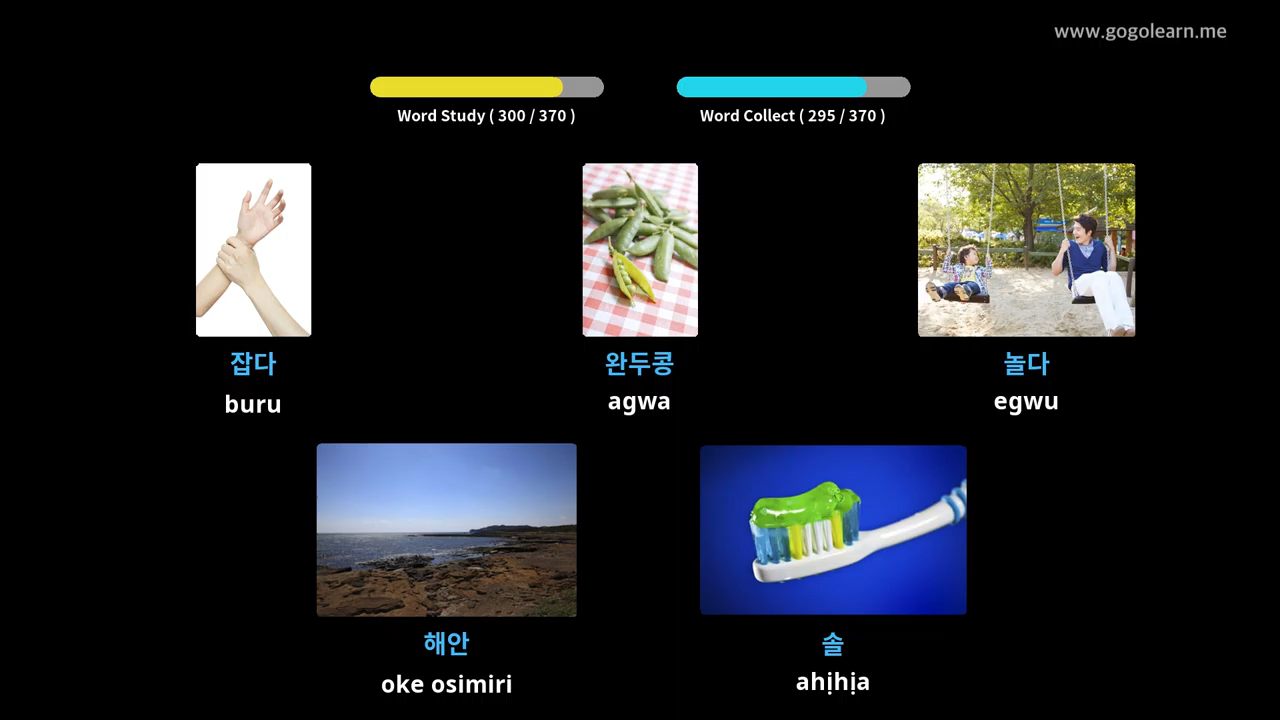 www.gogolearn.me
Word Study ( 300 / 370 )
Word Collect ( 295 / 370 )
잡다
buru
완두콩
agwa
놀다
egwu
해안
oke osimiri
솔
ahịhịa